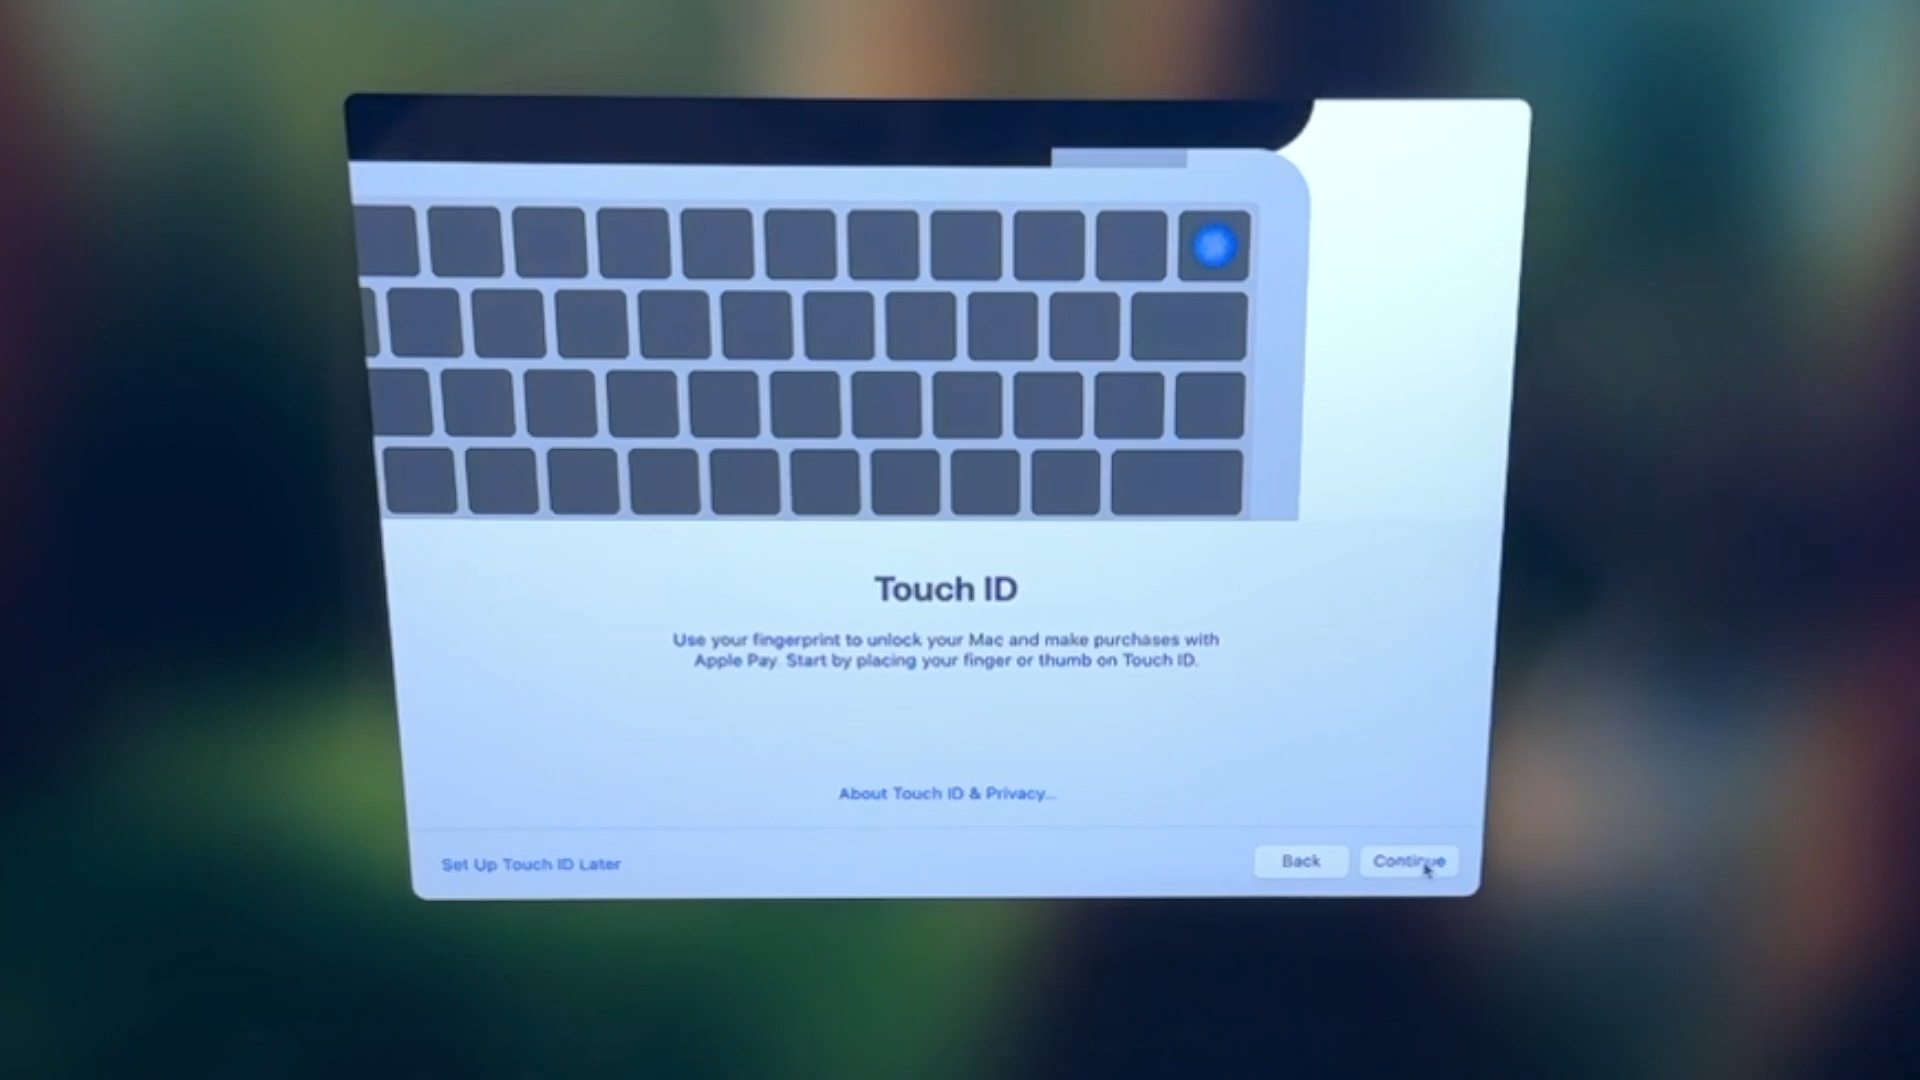 Touch ID
Use your fingerprint to unlock your Mac and make purchases with
Apple Pay. Start by placing your finger or thumb on Touch ID.
About Touch ID & Privacy...
Set Up Touch ID Later
Back
Continue